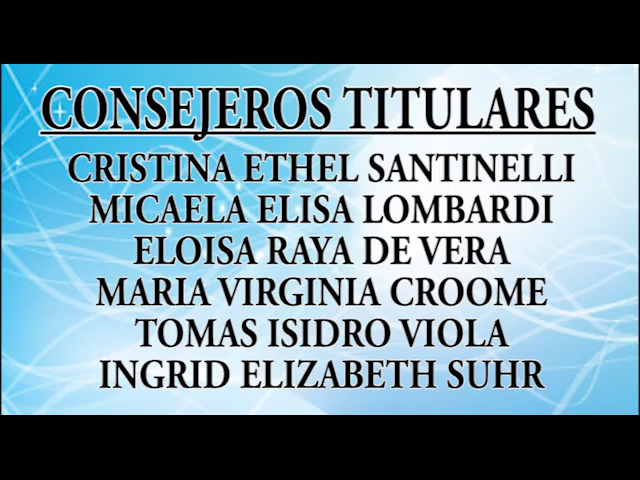 CONSEJEROS TITULARES
CRISTINA ETHEL SANTINELLI
MICAELA ELISA LOMBARDI
ELOISA RAYA DE VERA
MARIA VIRGINIA CROOME
TOMAS ISIDRO VIOLA
INGRID ELIZABETH SUHR